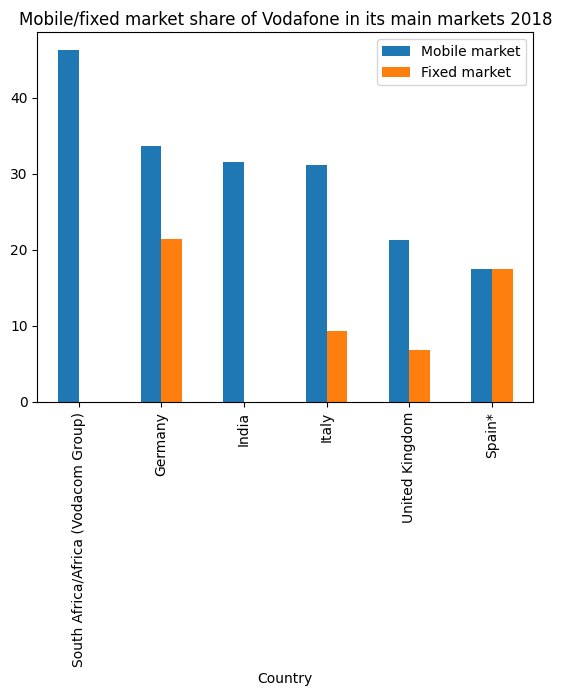 Mobile/fixed market share of Vodafone in its main markets 2018
Mobile market
Fixed market
40
30
20
10
0
South Africa/Africa (Vodacom Group)
Germany
India
Italy
United Kingdom
Spain*
Country